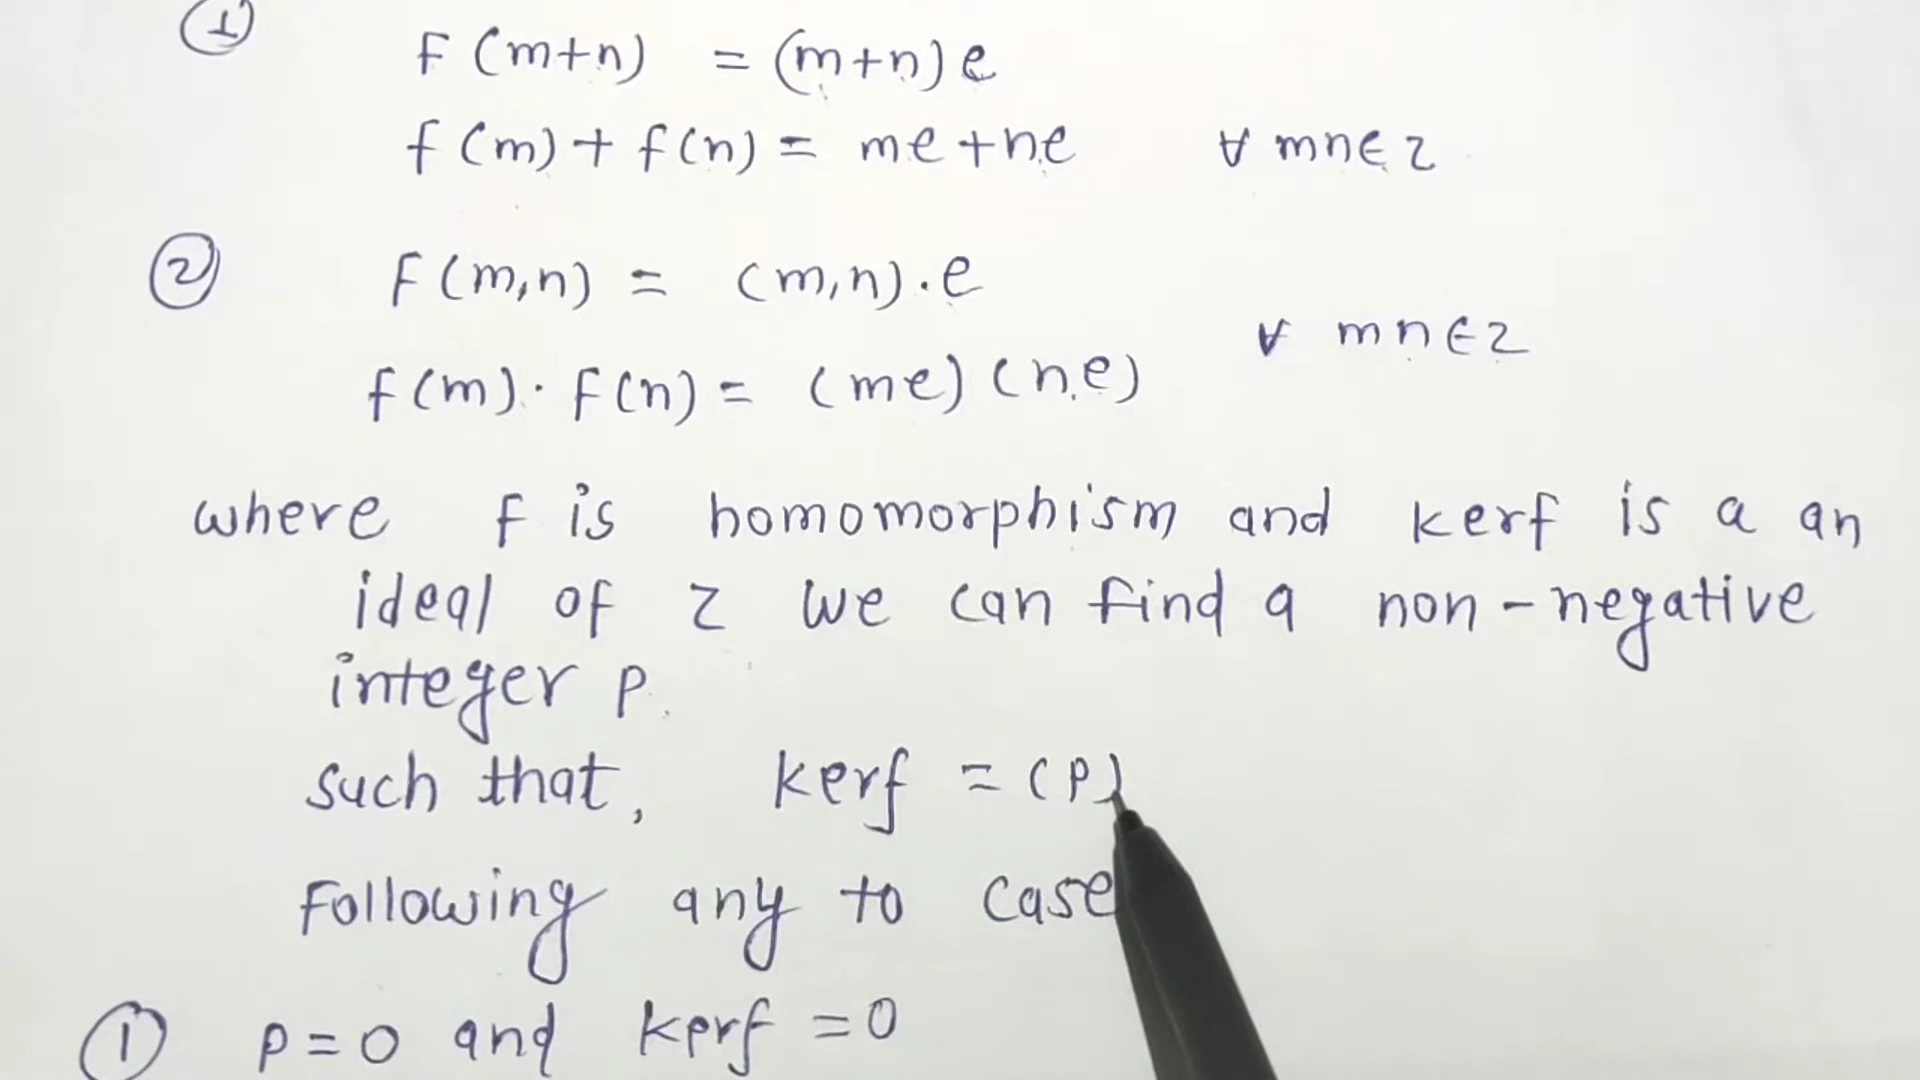 1
F (m+n) = (m+n) e
f (m) + f(n) = me + ne ∀ mn ∈ z
2
F (m,n) = (m,n) . e
∀ mn ∈ z
f(m) . F(n) = (me) (ne)
where F is homomorphism and kerf is a an
ideal of z we can find a non-negative
integer p.
such that, kerf = (p)
Following any to case
1 p=0 and kerf = 0